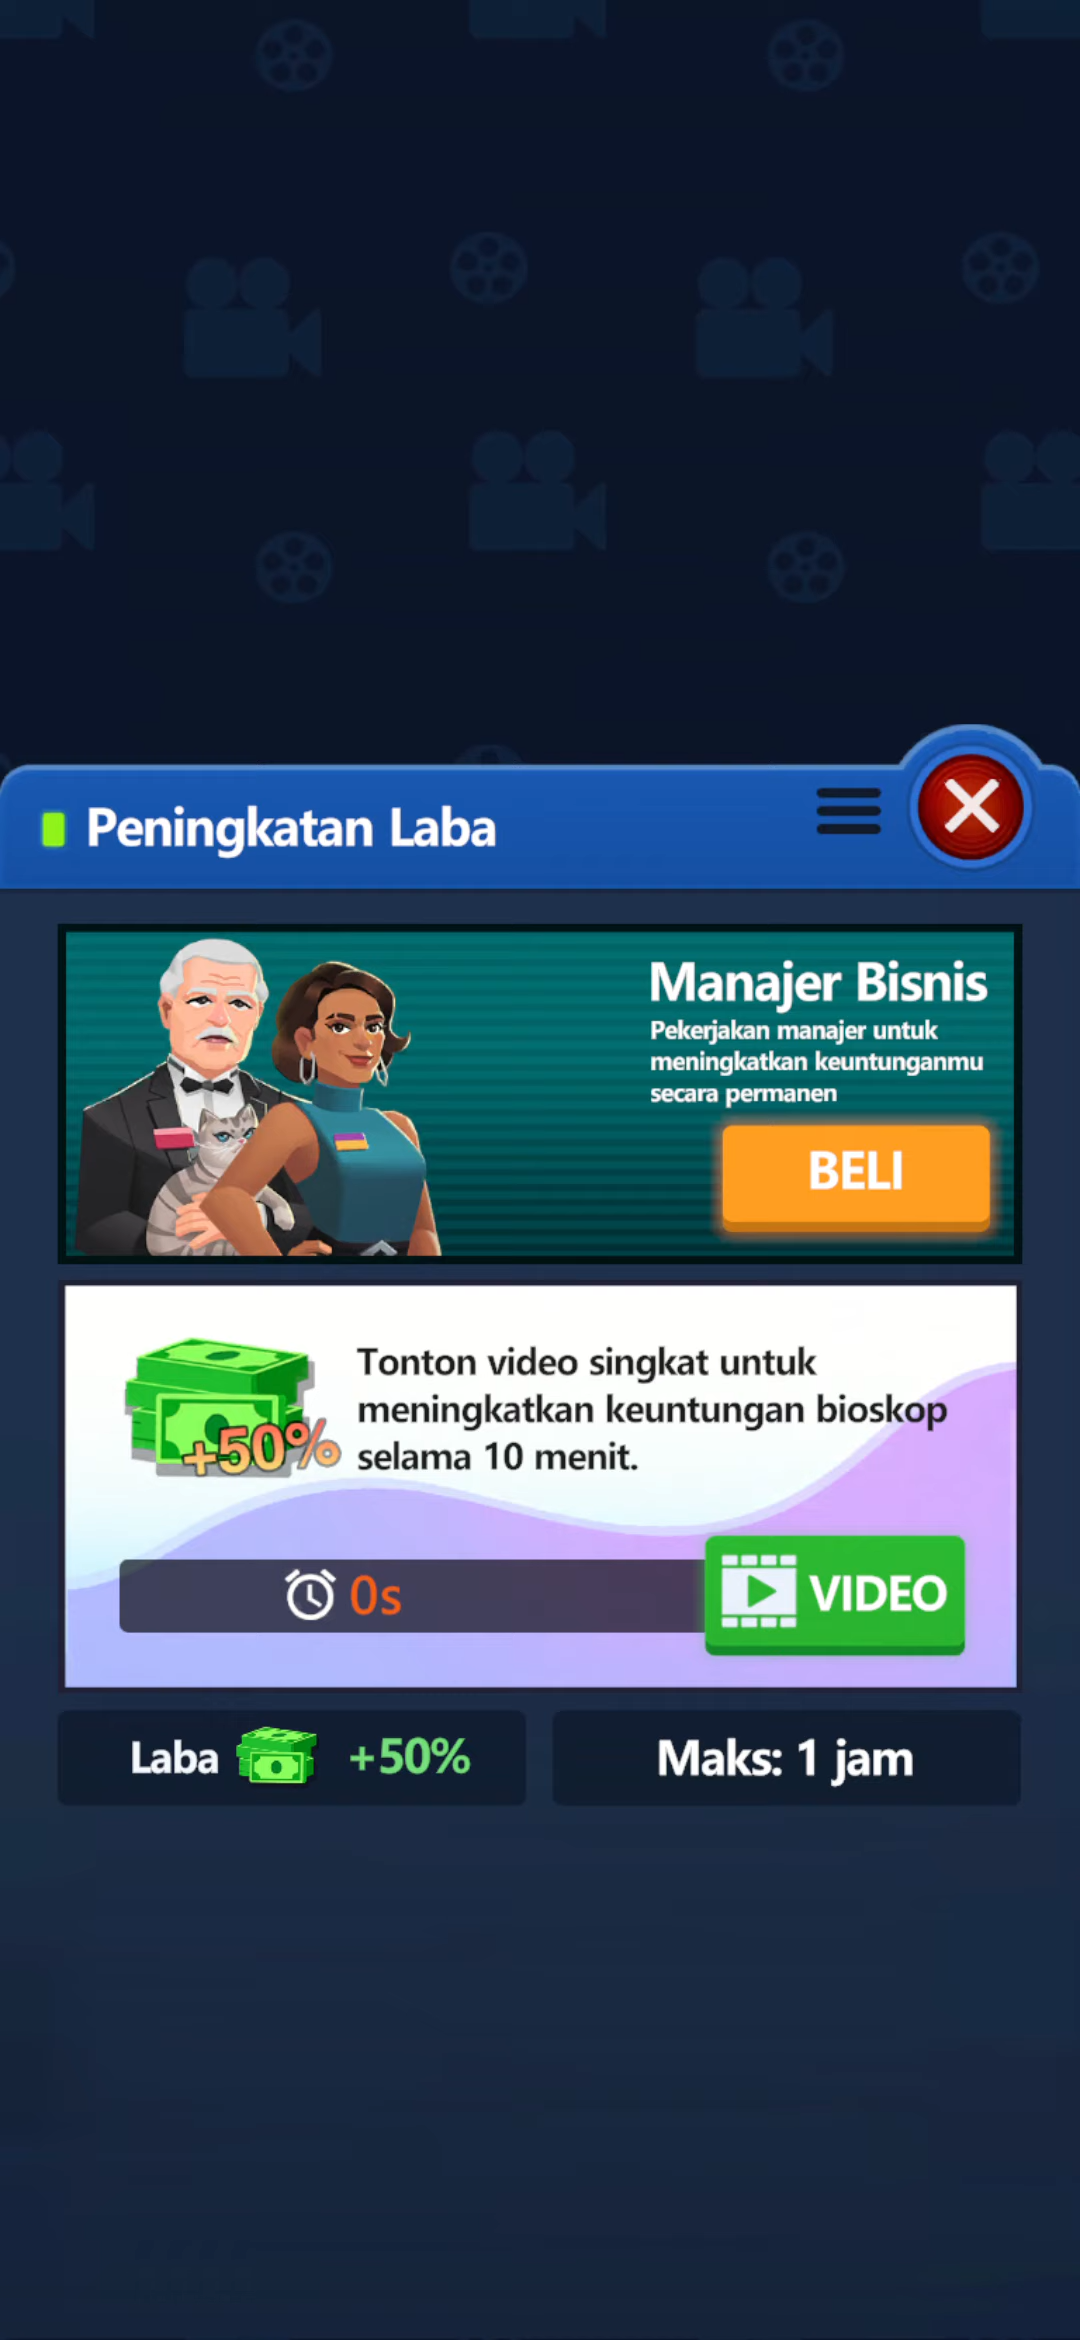 Peningkatan Laba
Manajer Bisnis
Pekerjakan manajer untuk
meningkatkan keuntunganmu
secara permanen
BELI
Tonton video singkat untuk
meningkatkan keuntungan bioskop
selama 10 menit.
+50%
0s
VIDEO
Laba +50%
Maks: 1 jam